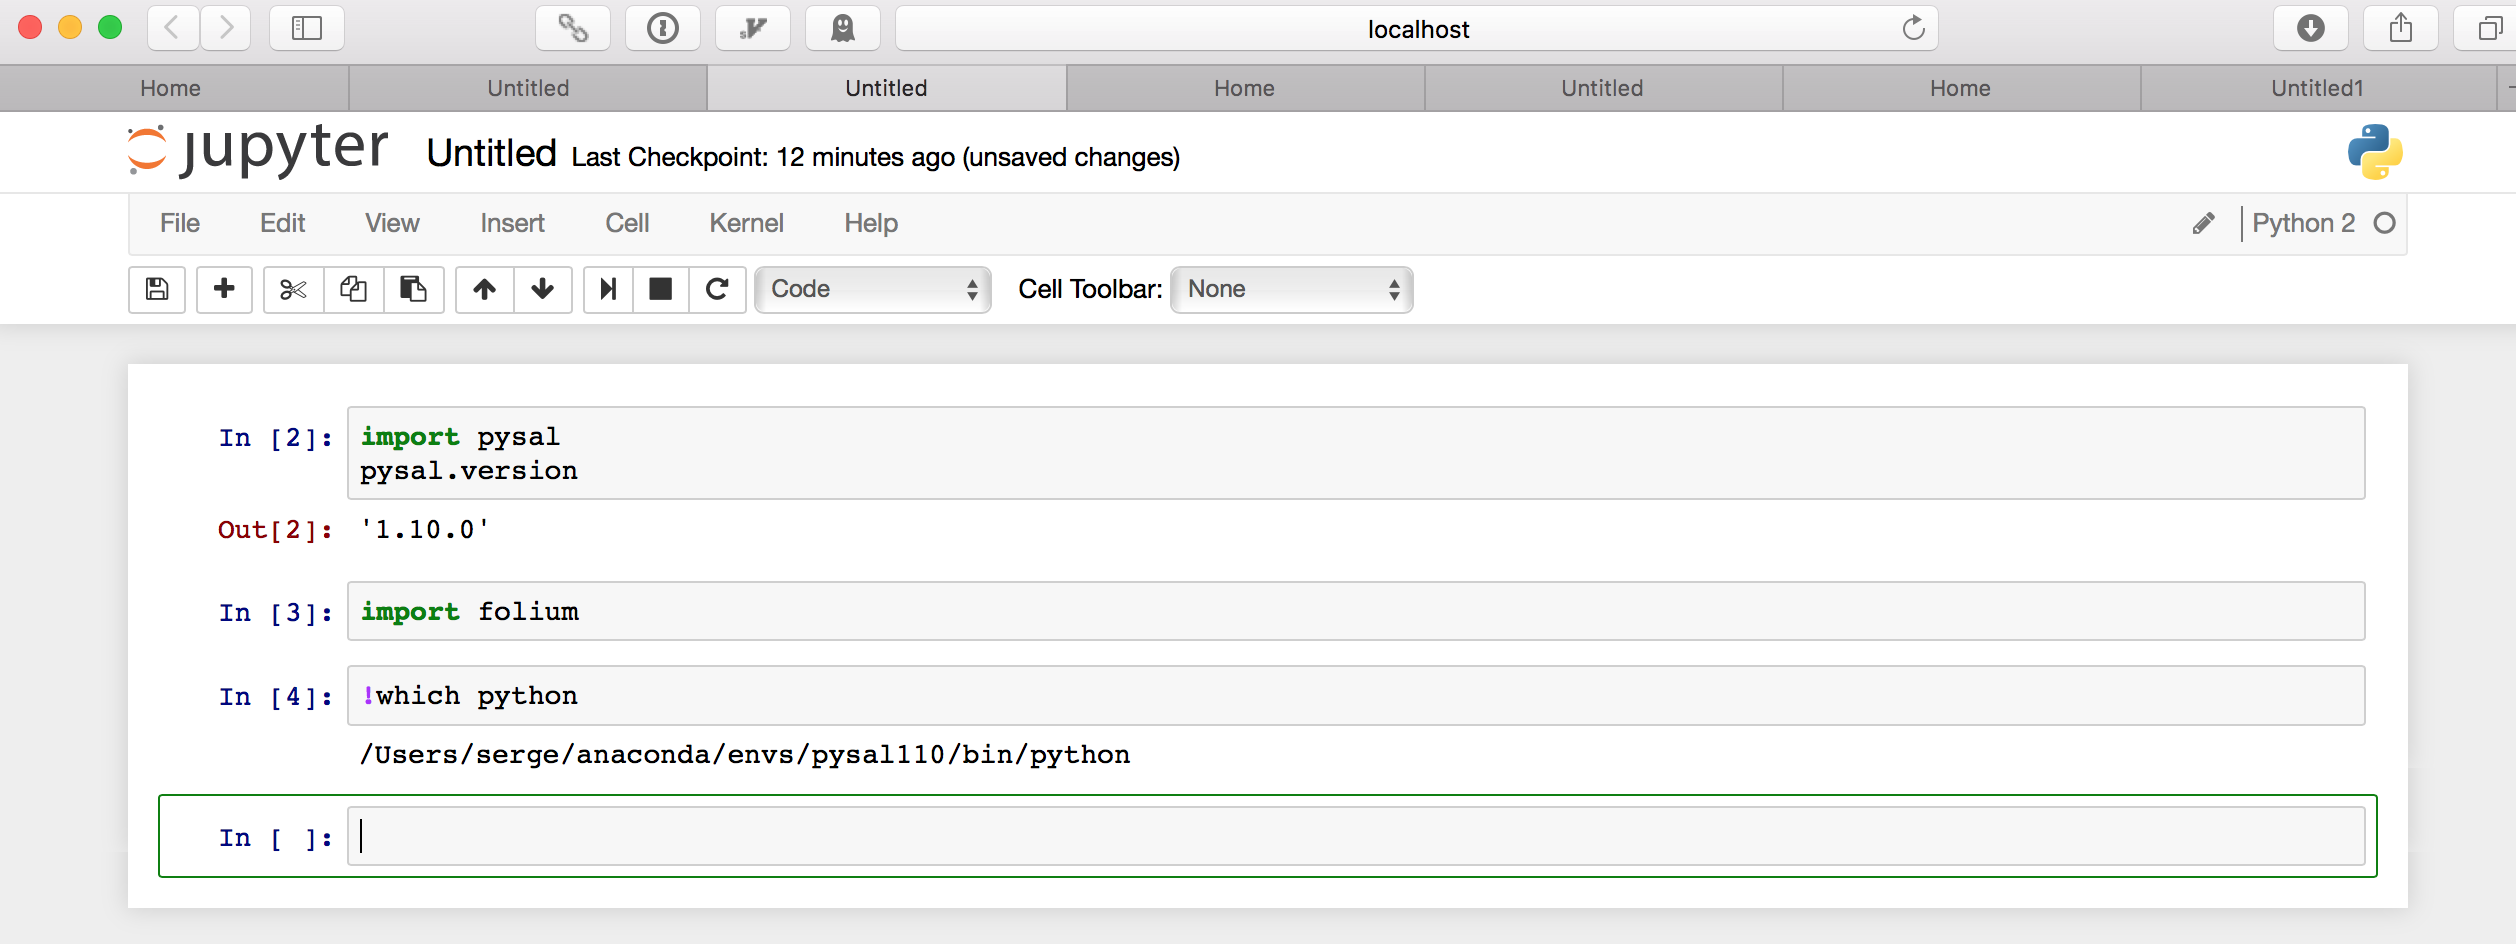 localhost
Home Untitled Untitled Home Untitled Home Untitled1
jupyter Untitled Last Checkpoint: 12 minutes ago (unsaved changes)
File Edit View Insert Cell Kernel Help Python 2
Code Cell Toolbar: None
In [2]: import pysal
pysal.version
Out[2]: '1.10.0'
In [3]: import folium
In [4]: !which python
/Users/serge/anaconda/envs/pysal110/bin/python
In [ ]: